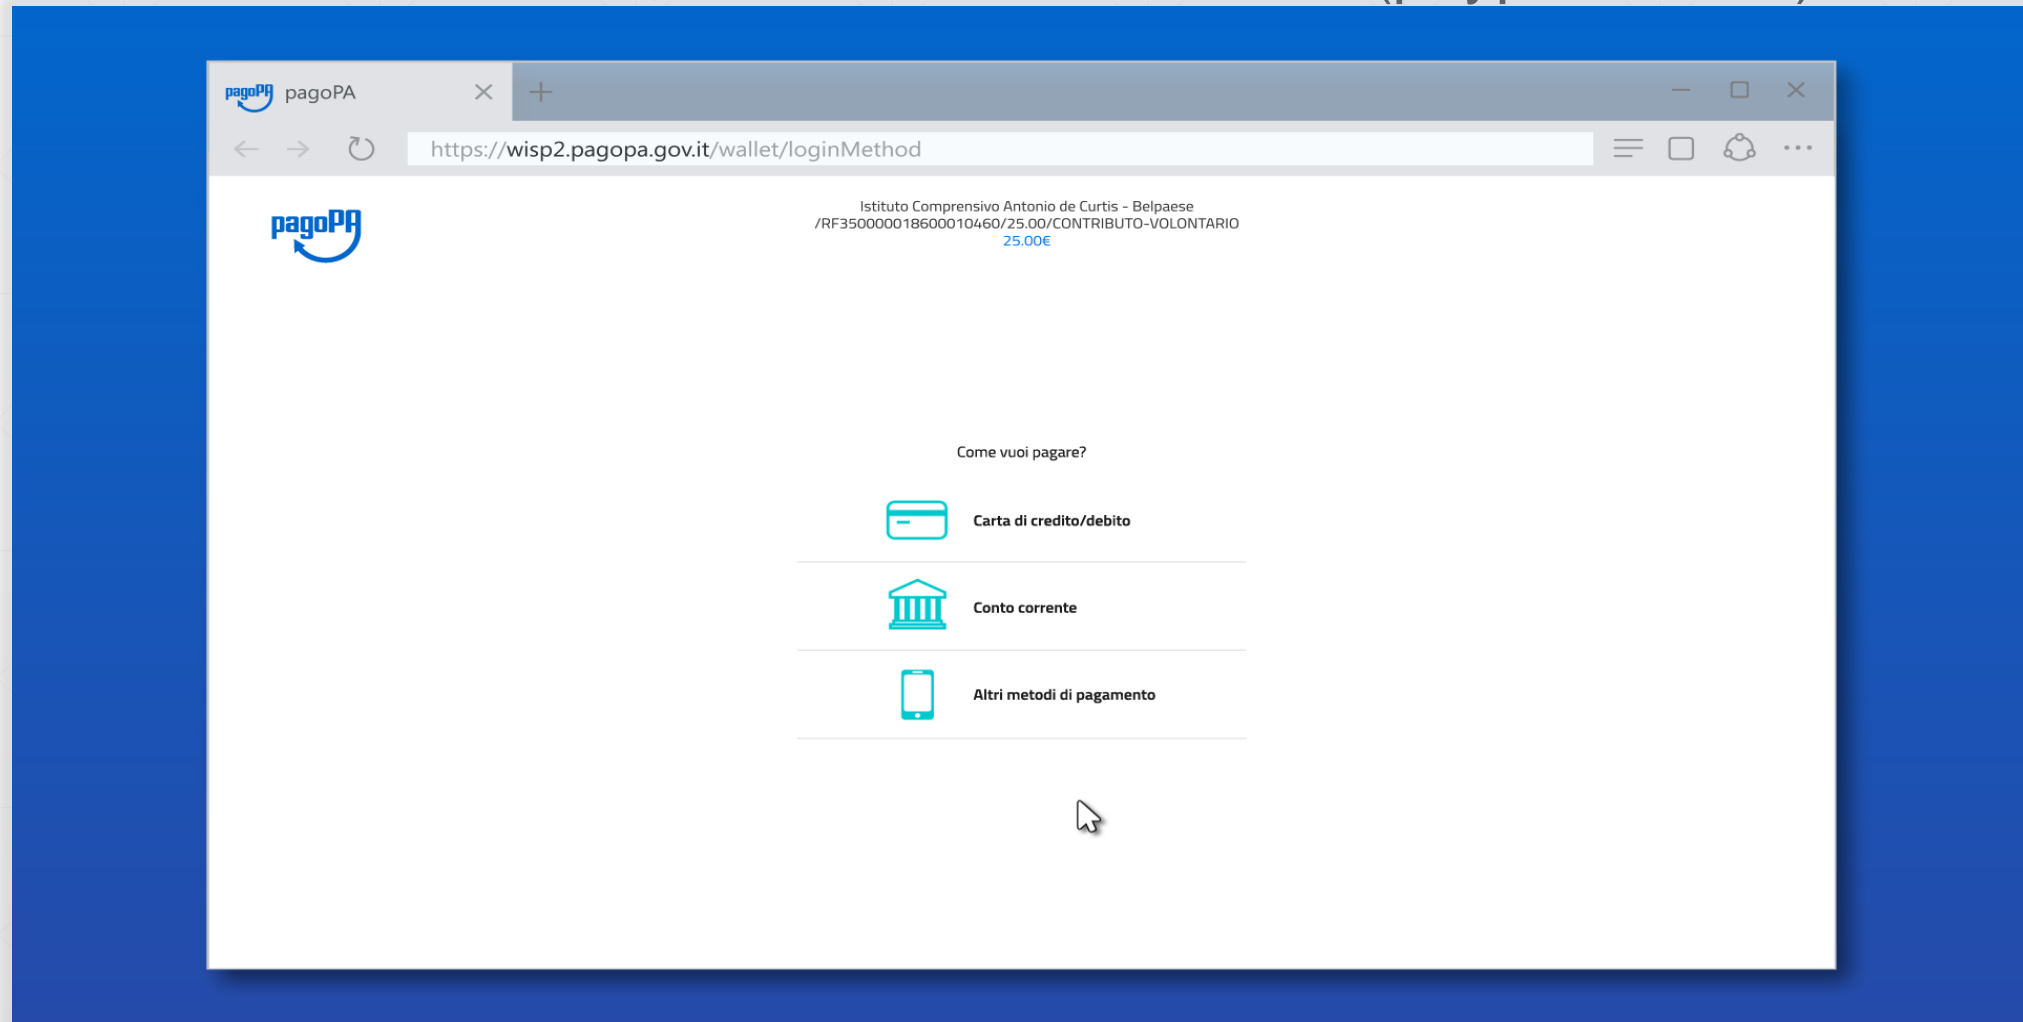 pagoPA pagoPA
https://wisp2.pagopa.gov.it/wallet/loginMethod
pagoPA
Istituto Comprensivo Antonio de Curtis - Belpaese
/RF350000018600010460/25.00/CONTRIBUTO-VOLONTARIO
25.00€
Come vuoi pagare?
Carta di credito/debito
Conto corrente
Altri metodi di pagamento